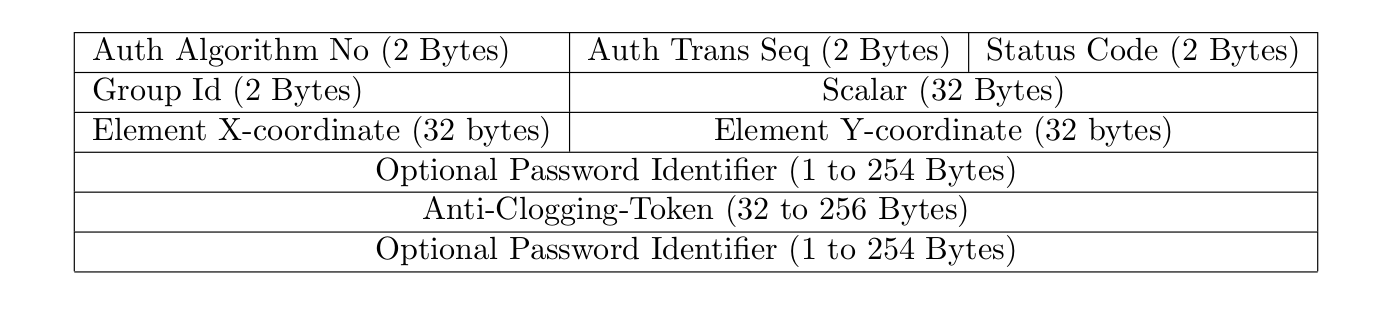 Auth Algorithm No (2 Bytes) Auth Trans Seq (2 Bytes) Status Code (2 Bytes)
Group Id (2 Bytes) Scalar (32 Bytes)
Element X-coordinate (32 bytes) Element Y-coordinate (32 bytes)
Optional Password Identifier (1 to 254 Bytes)
Anti-Clogging-Token (32 to 256 Bytes)
Optional Password Identifier (1 to 254 Bytes)